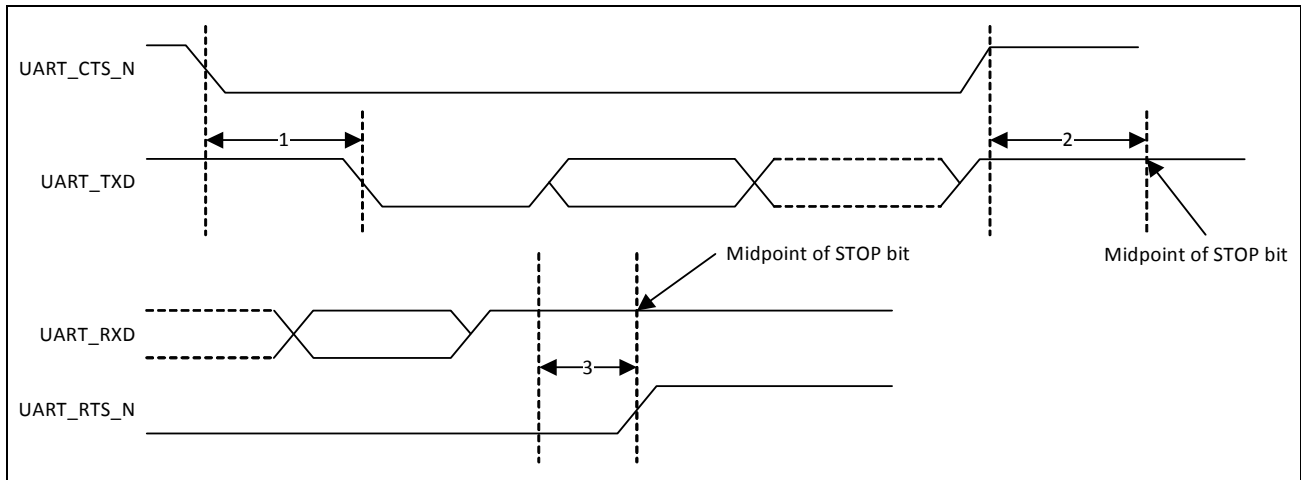 UART_CTS_N
1
2
UART_TXD
Midpoint of STOP bit
Midpoint of STOP bit
UART_RXD
3
UART_RTS_N